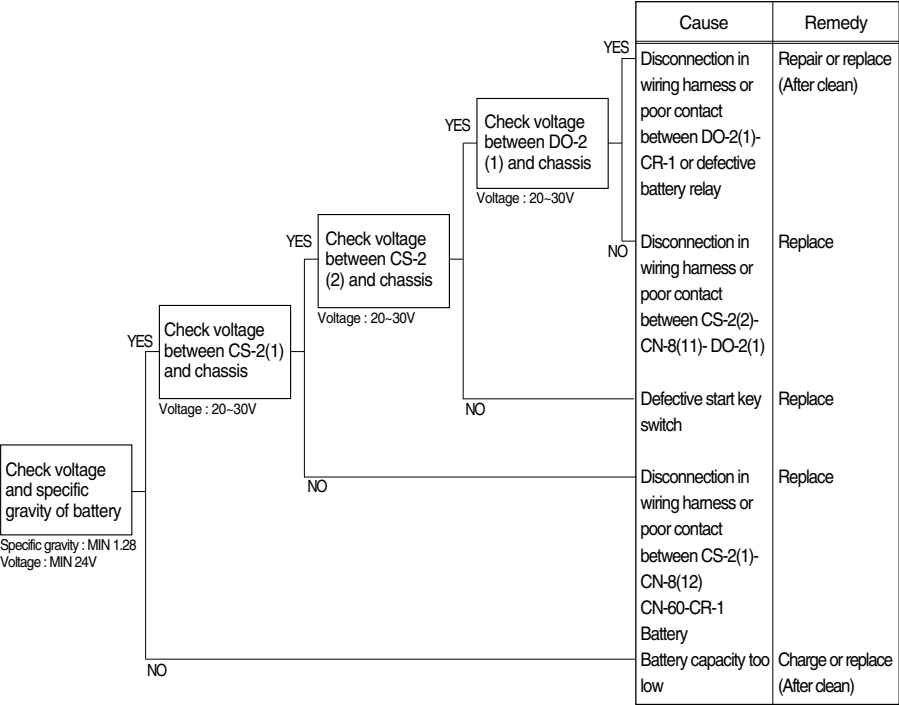 Check voltage
and specific
gravity of battery
Specific gravity : MIN 1.28
Voltage : MIN 24V
YES
NO
Check voltage
between CS-2(1)
and chassis
Voltage : 20~30V
YES
NO
Check voltage
between CS-2
(2) and chassis
Voltage : 20~30V
YES
NO
Check voltage
between DO-2
(1) and chassis
Voltage : 20~30V
YES
NO
Cause
Remedy
Disconnection in
wiring harness or
poor contact
between DO-2(1)-
CR-1 or defective
battery relay
Repair or replace
(After clean)
Disconnection in
wiring harness or
poor contact
between CS-2(2)-
CN-8(11)- DO-2(1)
Replace
Defective start key
switch
Replace
Disconnection in
wiring harness or
poor contact
between CS-2(1)-
CN-8(12)
CN-60-CR-1
Battery
Replace
Battery capacity too
low
Charge or replace
(After clean)